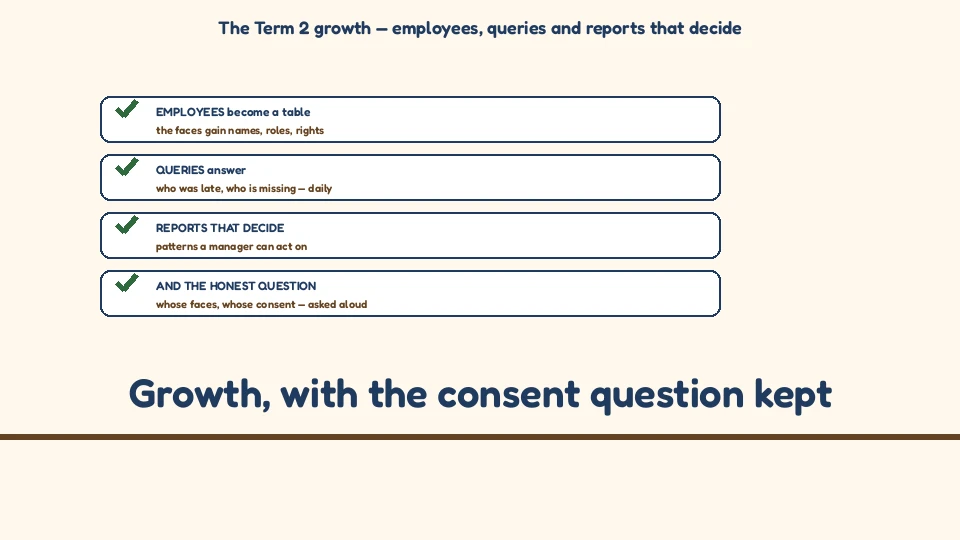 The Term 2 growth — employees, queries and reports that decide
EMPLOYEES become a table
the faces gain names, roles, rights
QUERIES answer
who was late, who is missing — daily
REPORTS THAT DECIDE
patterns a manager can act on
AND THE HONEST QUESTION
whose faces, whose consent — asked aloud
Growth, with the consent question kept